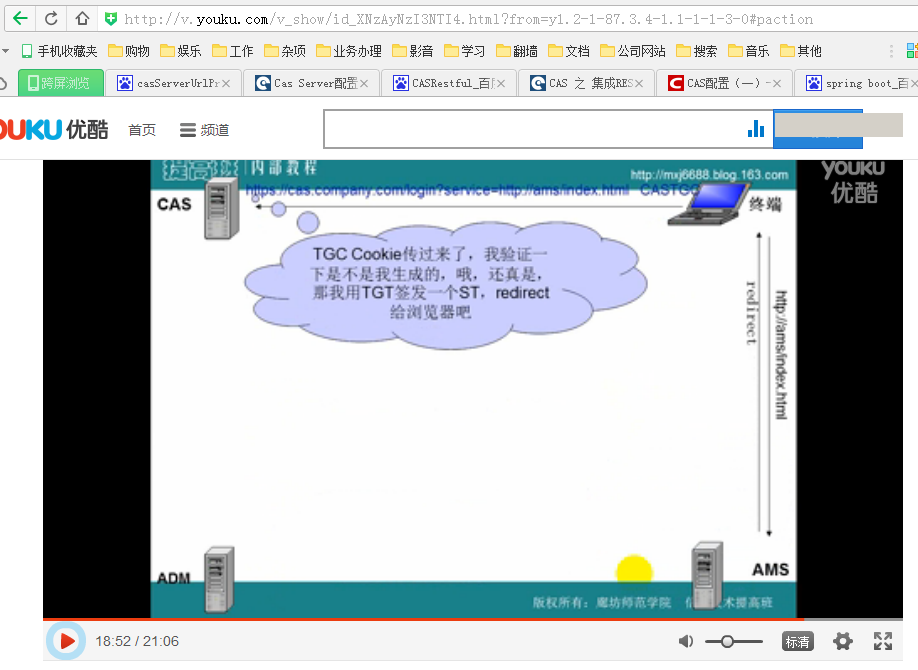 http://v.youku.com/v_show/id_XNzAyNzI3NTI4.html?from=y1.2-1-87.3.4-1.1-1-1-3-0#paction
手机收藏夹 购物 娱乐 工作 杂项 业务办理 影音 学习 翻墙 文档 公司网站 搜索 音乐 其他
跨屏浏览 casServerUrlPr Cas Server配置 CASRestful_百 CAS 之 集成RES CAS配置（一）- spring boot_百
YOUKU 优酷 首页 频道
提高班 内部教程
http://mxj6688.blog.163.com
YOUKU
优酷
https://cas.company.com/login?service=http://ams/index.html CASTGC
CAS
终端
TGC Cookie传过来了，我验证一
下是不是我生成的，哦，还真是，
那我用TGT签发一个ST，redirect
给浏览器吧
redirect
http://ams/index.html
ADM
AMS
版权所有：廊坊师范学院 信 技术提高班
18:52 / 21:06
标清